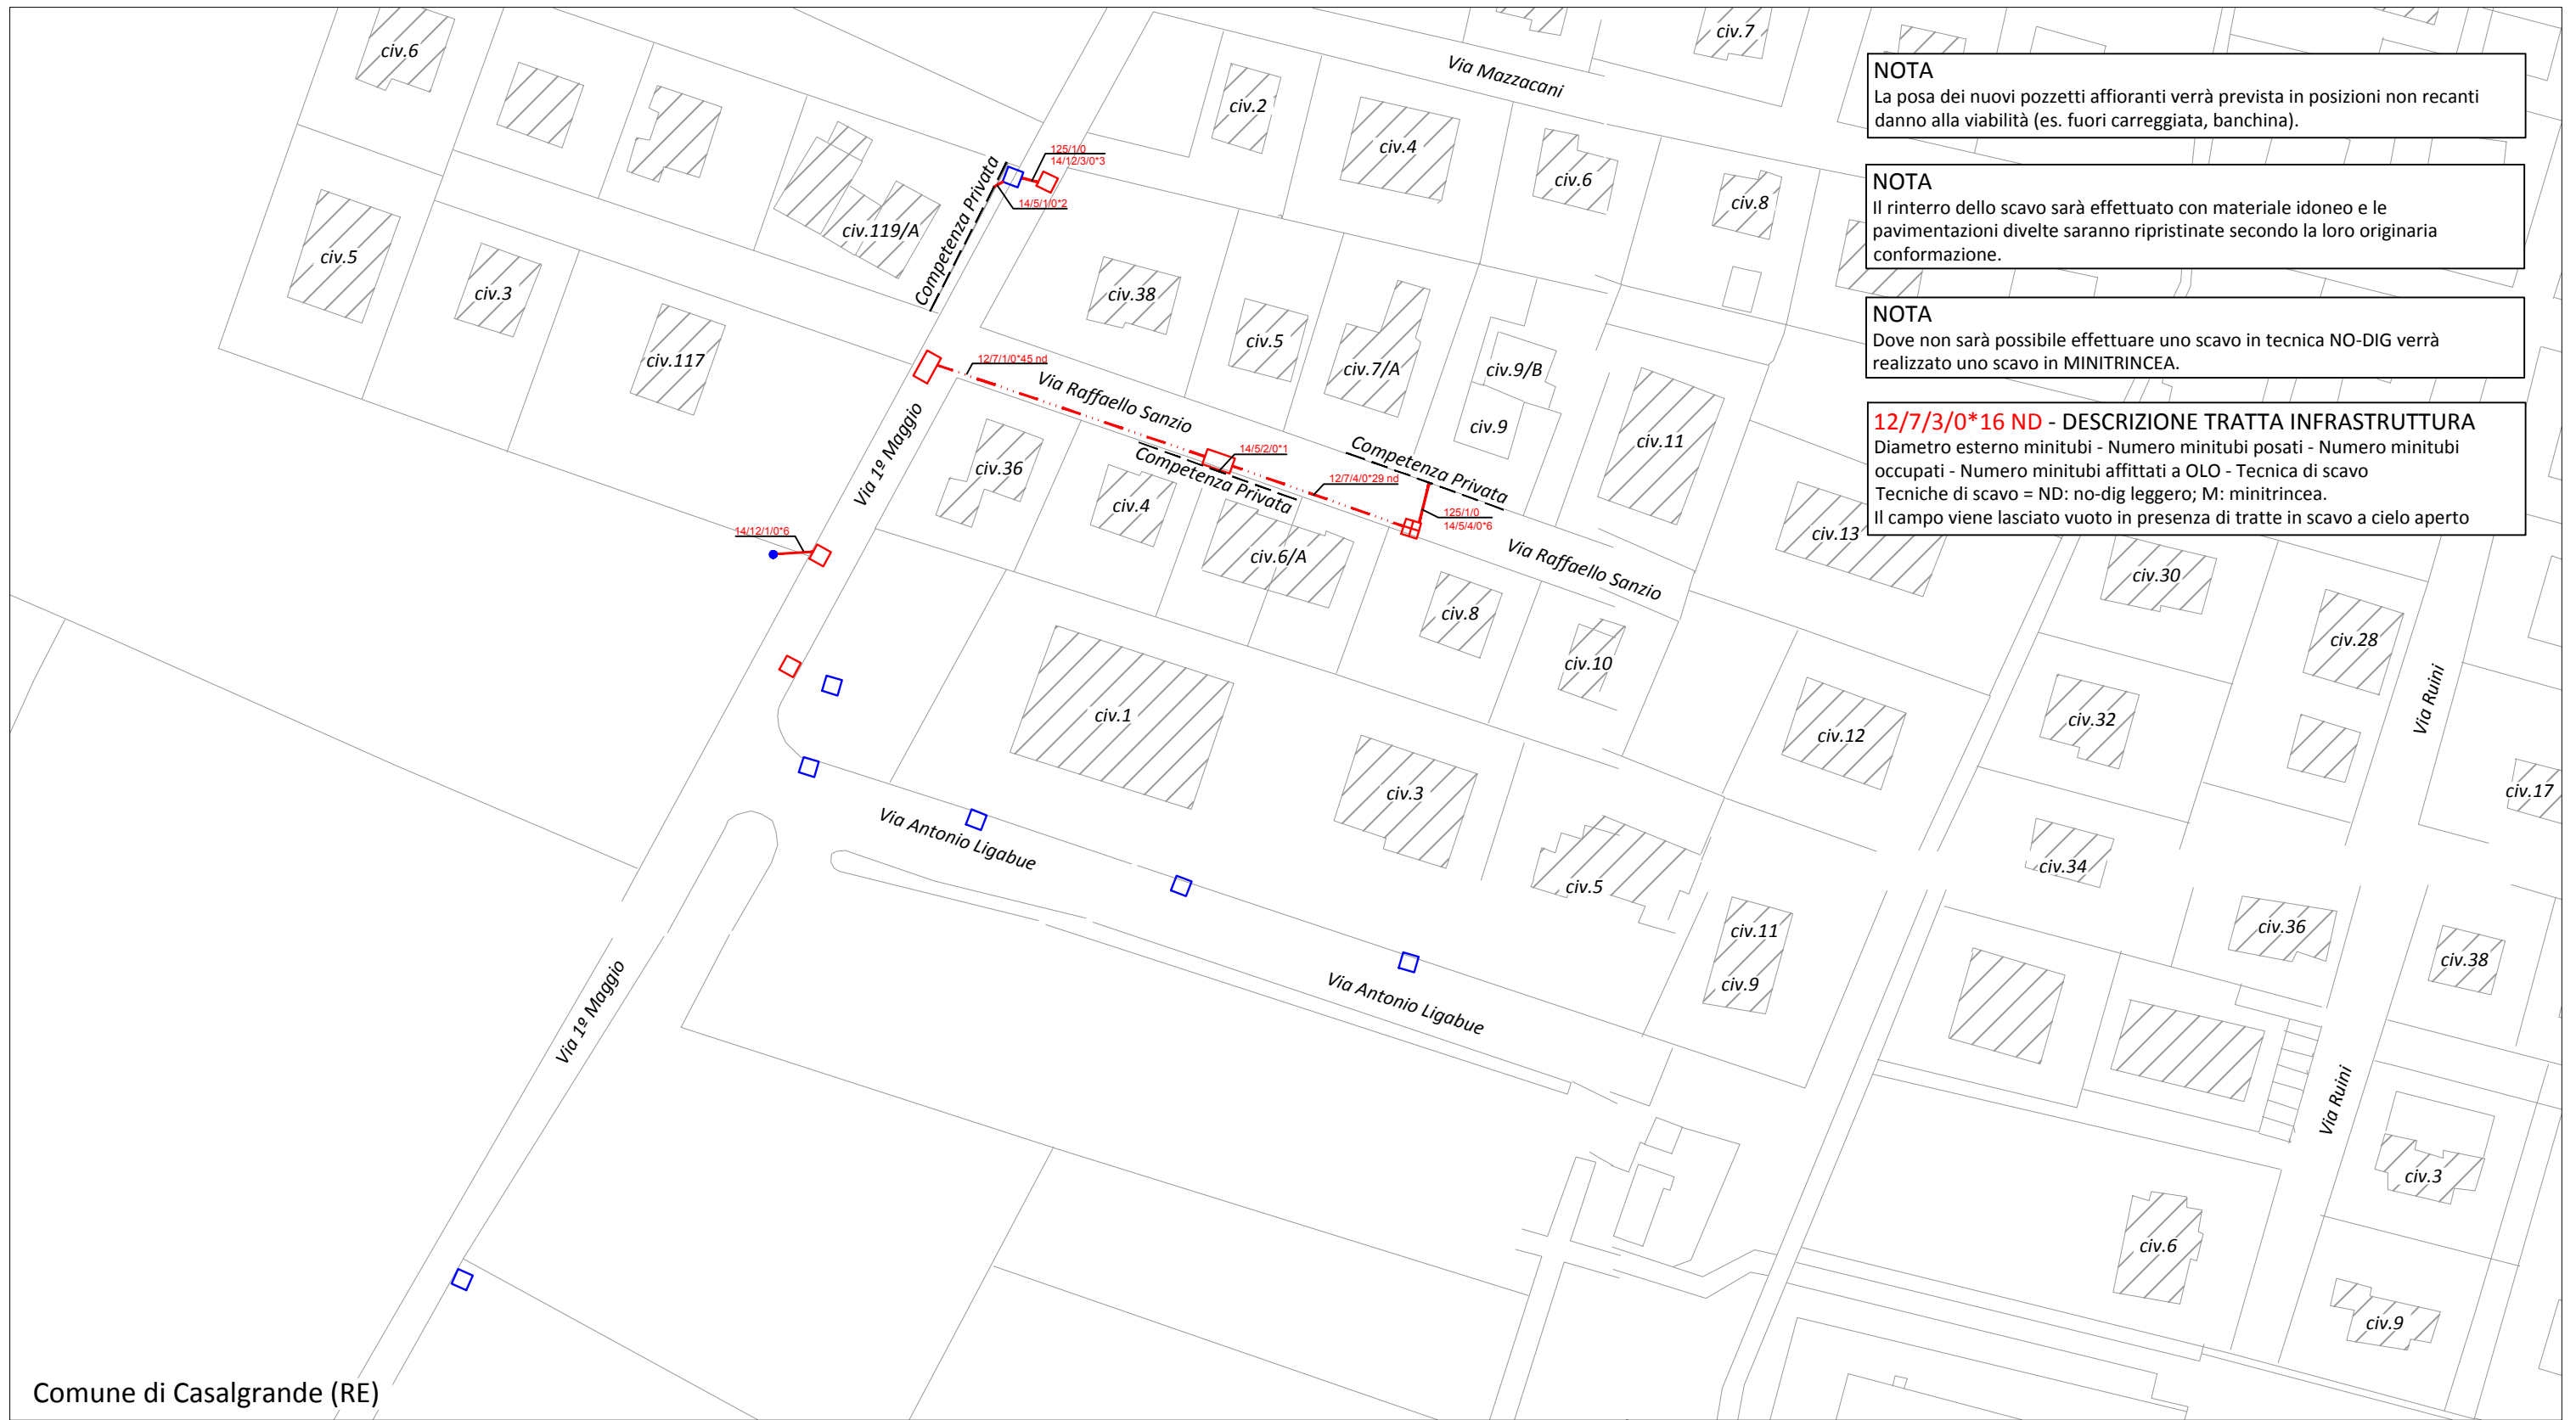 civ.6
civ.7
Via Mazzacani
civ.2
civ.4
civ.6
civ.8
NOTA
La posa dei nuovi pozzetti affioranti verrà prevista in posizioni non recanti
danno alla viabilità (es. fuori carreggiata, banchina).
NOTA
Il rinterro dello scavo sarà effettuato con materiale idoneo e le
pavimentazioni divelte saranno ripristinate secondo la loro originaria
conformazione.
NOTA
Dove non sarà possibile effettuare uno scavo in tecnica NO-DIG verrà
realizzato uno scavo in MINITRINCEA.
12/7/3/0*16 ND - DESCRIZIONE TRATTA INFRASTRUTTURA
Diametro esterno minitubi - Numero minitubi posati - Numero minitubi
occupati - Numero minitubi affittati a OLO - Tecnica di scavo
Tecniche di scavo = ND: no-dig leggero; M: minitrincea.
Il campo viene lasciato vuoto in presenza di tratte in scavo a cielo aperto
125/1/0
14/12/3/0*3
14/5/1/0*2
Competenza Privata
civ.119/A
civ.5
civ.3
civ.117
civ.38
civ.5
civ.7/A
civ.9/B
civ.9
civ.11
12/7/1/0*45 nd
Via Raffaello Sanzio
Via 1º Maggio
civ.36
civ.4
14/5/2/0*1
Competenza Privata
Competenza Privata
12/7/4/0*29 nd
125/1/0
14/5/4/0*6
14/12/1/0*6
civ.6/A
Via Raffaello Sanzio
civ.13
civ.8
civ.10
civ.30
civ.28
civ.1
civ.3
civ.12
civ.32
Via Ruini
civ.17
Via Antonio Ligabue
civ.5
civ.34
civ.11
civ.9
civ.36
civ.38
Via Antonio Ligabue
Via 1º Maggio
Via Ruini
civ.3
civ.6
civ.9
Comune di Casalgrande (RE)